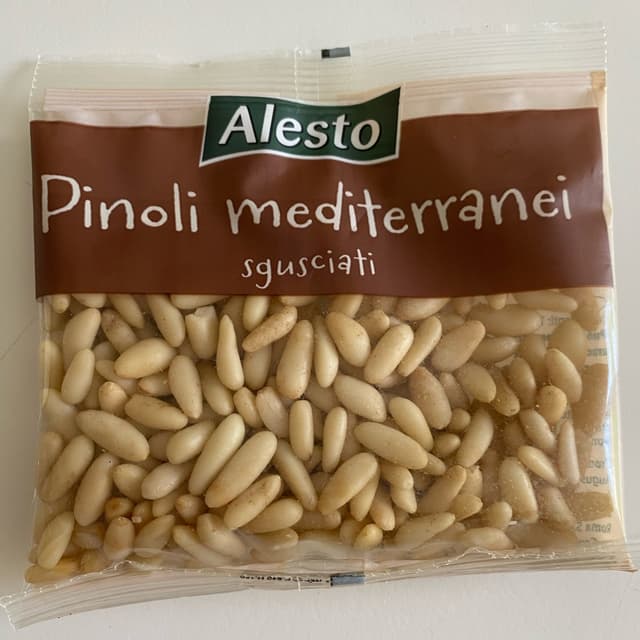 Alesto
Pinoli mediterranei
sgusciati